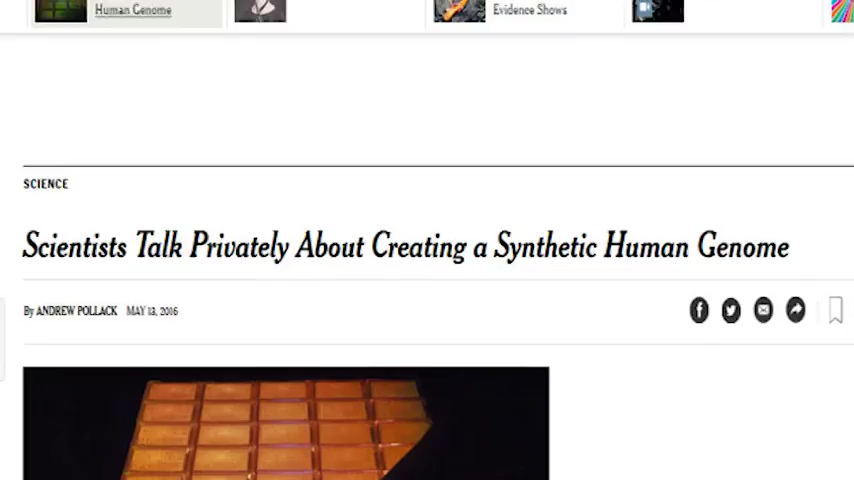 Human Genome
Evidence Shows
SCIENCE
Scientists Talk Privately About Creating a Synthetic Human Genome
By ANDREW POLLACK MAY 13, 2016